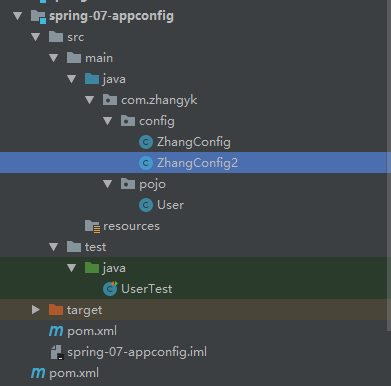 spring-07-appconfig
src
main
java
com.zhangyk
config
ZhangConfig
ZhangConfig2
pojo
User
resources
test
java
UserTest
target
pom.xml
spring-07-appconfig.iml
pom.xml